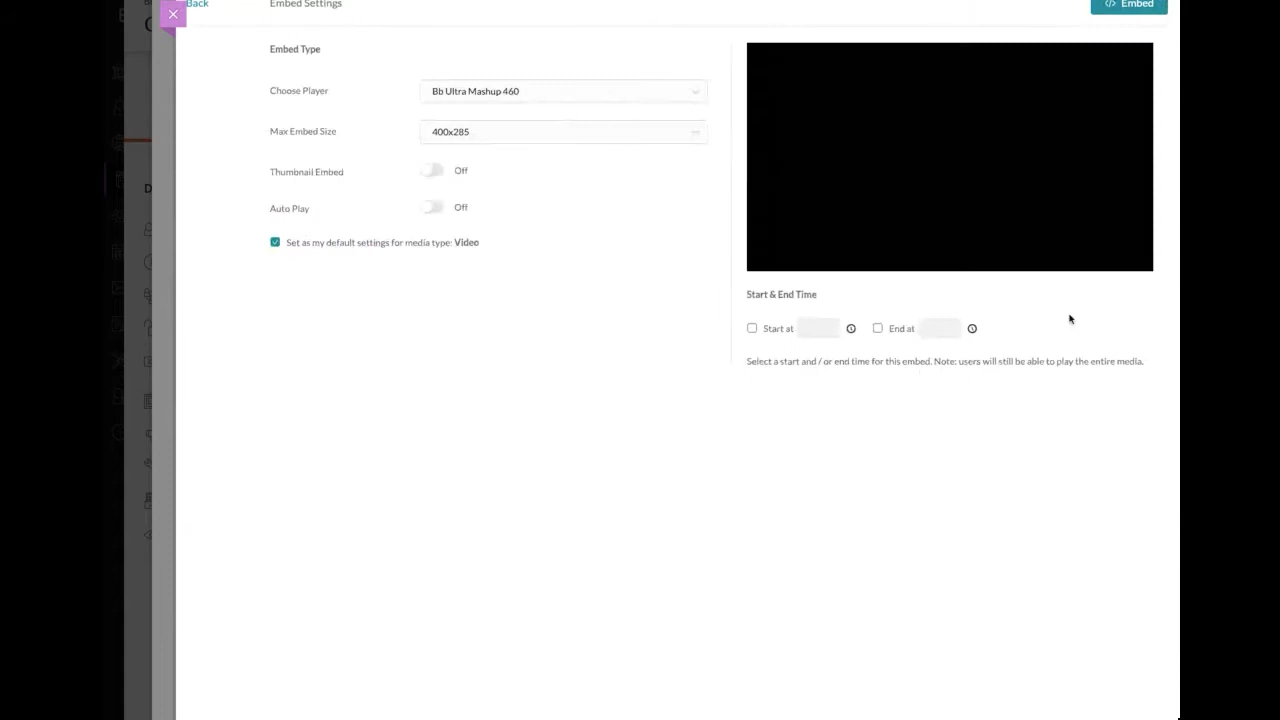 Back
Embed Settings
Embed
Embed Type
Choose Player
Bb Ultra Mashup 460
Max Embed Size
400x285
Thumbnail Embed
Off
Auto Play
Off
Set as my default settings for media type: Video
Start & End Time
Start at
End at
Select a start and / or end time for this embed. Note: users will still be able to play the entire media.
D